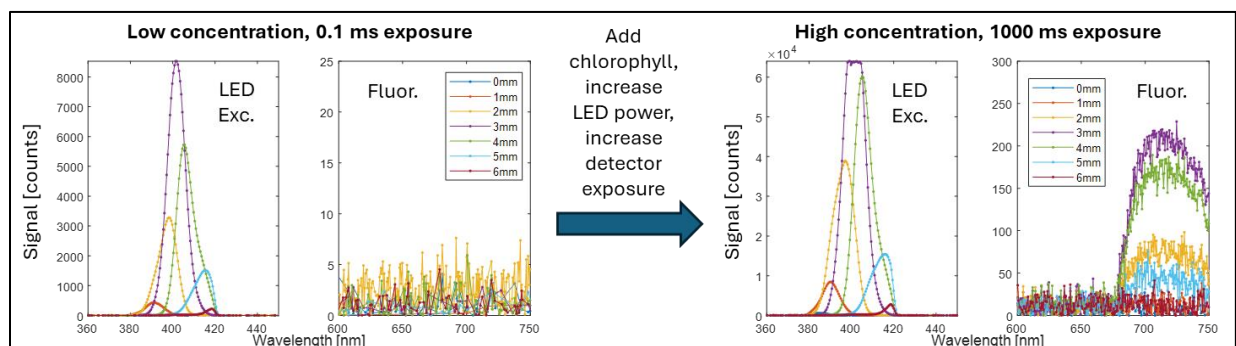 Low concentration, 0.1 ms exposure
8000
7000
6000
5000
4000
3000
2000
1000
0
Signal [counts]
360
380
400
420
440
Wavelength [nm]
LED
Exc.
25
20
15
10
5
0
600
650
700
750
Wavelength [nm]
Fluor.
0mm
1mm
2mm
3mm
4mm
5mm
6mm
Add
chlorophyll,
increase
LED power,
increase
detector
exposure
High concentration, 1000 ms exposure
×10⁴
6
5
4
3
2
1
0
Signal [counts]
360
380
400
420
440
Wavelength [nm]
LED
Exc.
300
250
200
150
100
50
0
600
650
700
750
Wavelength [nm]
Fluor.
0mm
1mm
2mm
3mm
4mm
5mm
6mm